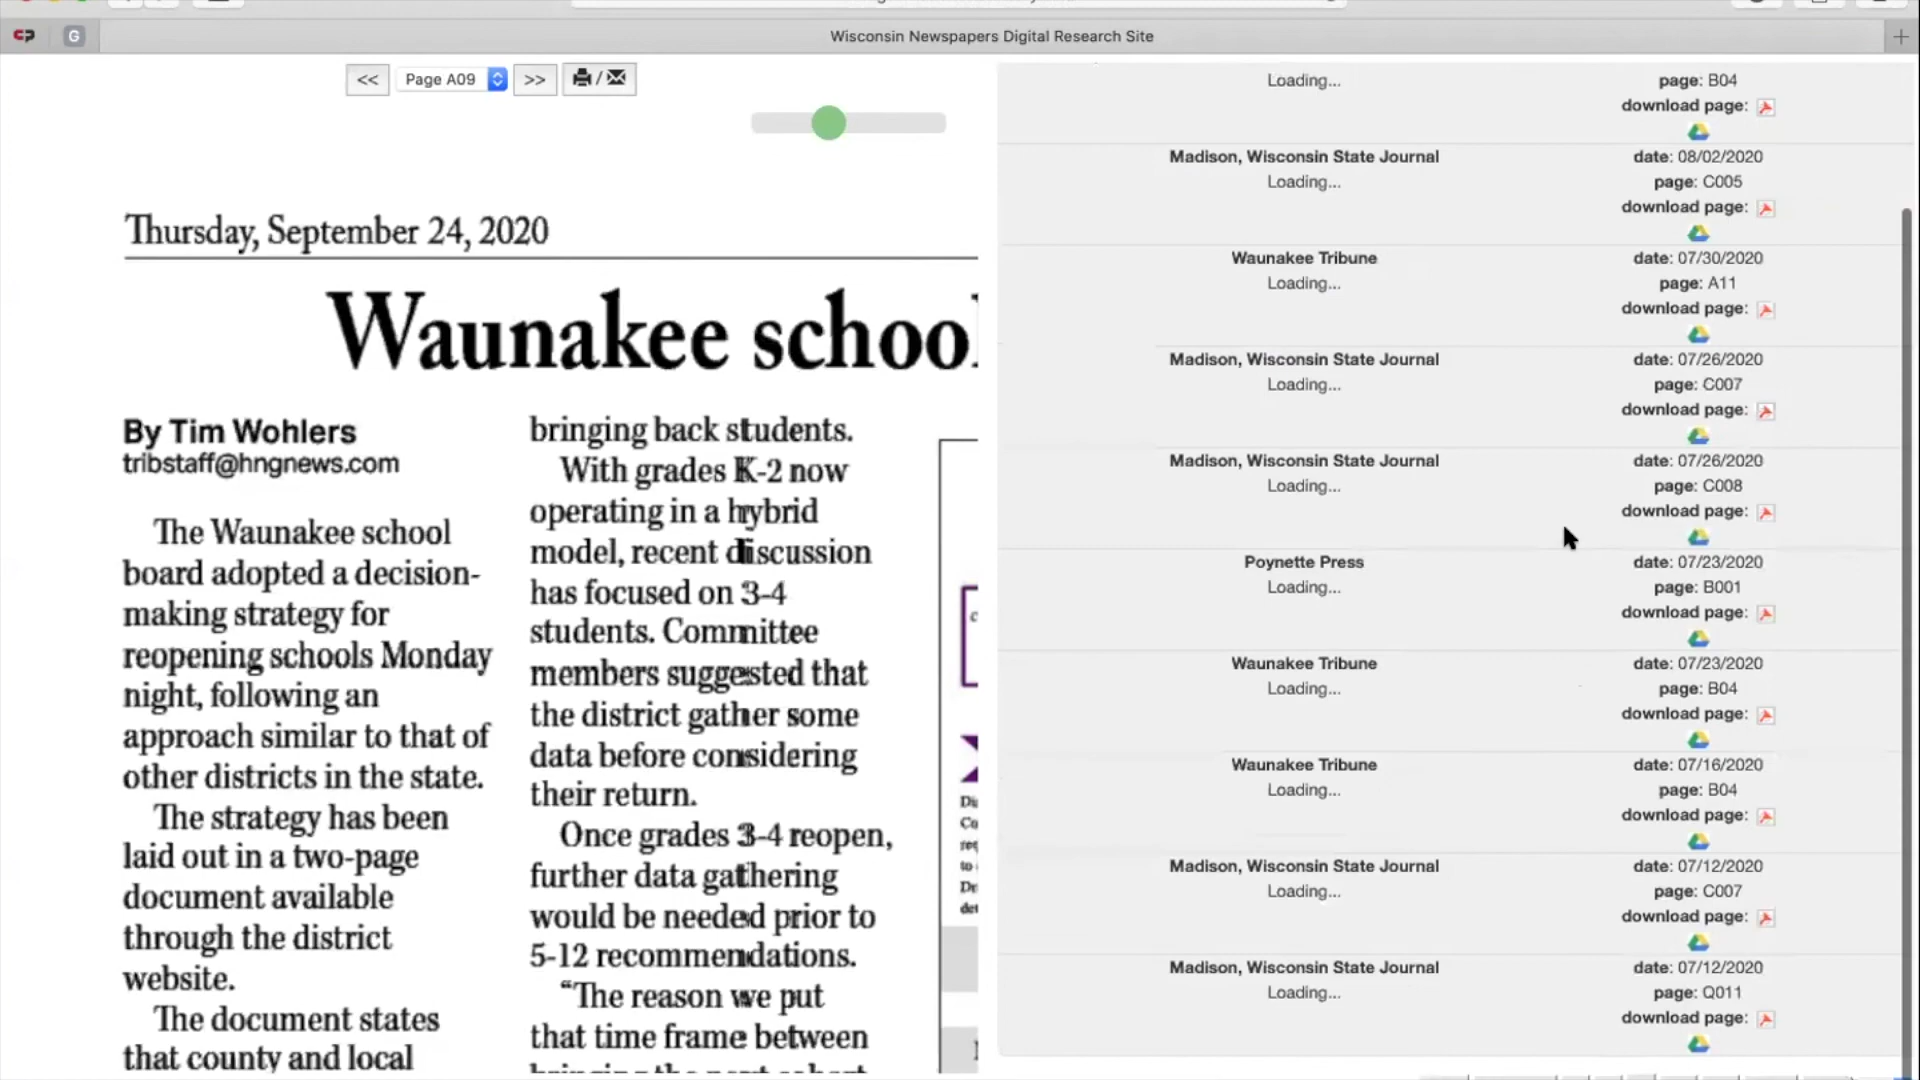 G
Wisconsin Newspapers Digital Research Site
<<
Page A09
>>
/
Thursday, September 24, 2020
Waunakee school
By Tim Wohlers
tribstaff@hngnews.com
The Waunakee school
board adopted a decision-
making strategy for
reopening schools Monday
night, following an
approach similar to that of
other districts in the state.
The strategy has been
laid out in a two-page
document available
through the district
website.
The document states
that county and local
bringing back students.
With grades K-2 now
operating in a hybrid
model, recent discussion
has focused on 3-4
students. Committee
members suggested that
the district gather some
data before considering
their return.
Once grades 3-4 reopen,
further data gathering
would be needed prior to
5-12 recommendations.
“The reason we put
that time frame between
Loading...
page: B04
download page:
Madison, Wisconsin State Journal
Loading...
date: 08/02/2020
page: C005
download page:
Waunakee Tribune
Loading...
date: 07/30/2020
page: A11
download page:
Madison, Wisconsin State Journal
Loading...
date: 07/26/2020
page: C007
download page:
Madison, Wisconsin State Journal
Loading...
date: 07/26/2020
page: C008
download page:
Poynette Press
Loading...
date: 07/23/2020
page: B001
download page:
Waunakee Tribune
Loading...
date: 07/23/2020
page: B04
download page:
Waunakee Tribune
Loading...
date: 07/16/2020
page: B04
download page:
Madison, Wisconsin State Journal
Loading...
date: 07/12/2020
page: C007
download page:
Madison, Wisconsin State Journal
Loading...
date: 07/12/2020
page: Q011
download page: